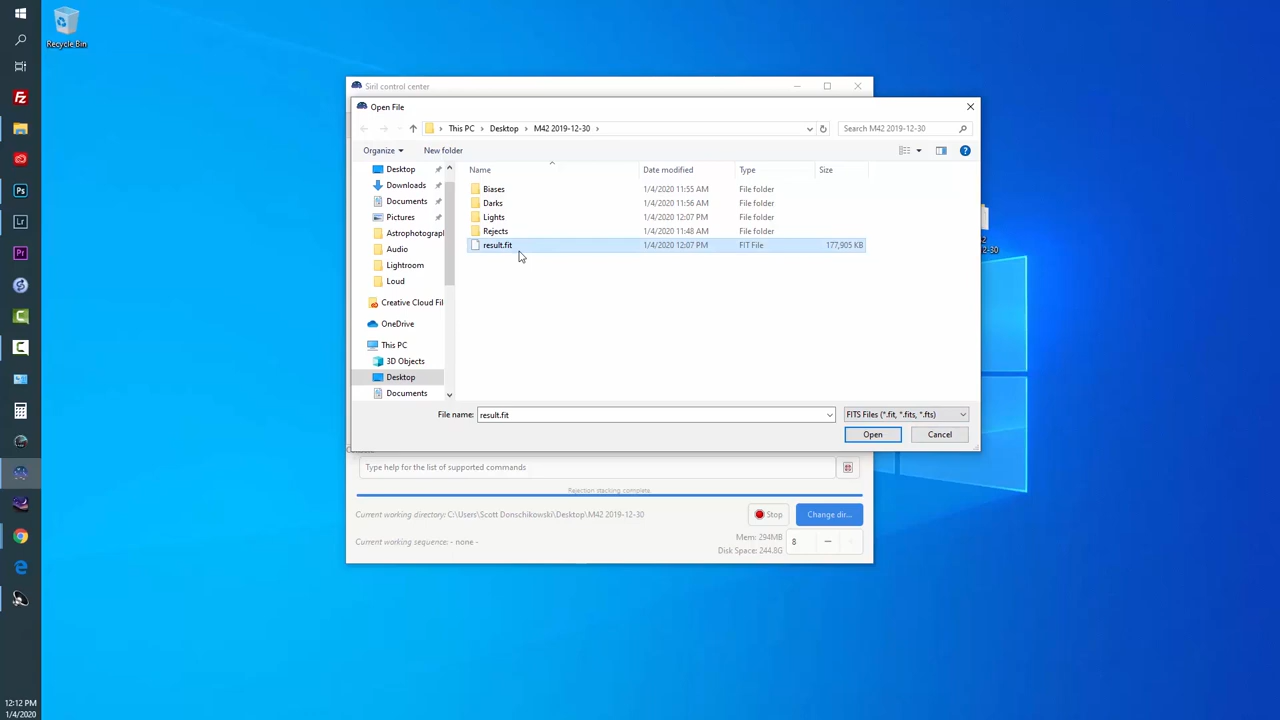 Recycle Bin
Siril control center
Open File
This PC > Desktop > M42 2019-12-30 >
Search M42 2019-12-30
Organize
New folder
Name
Date modified
Type
Size
Desktop
Downloads
Documents
Pictures
Astrophotograp
Audio
Lightroom
Loud
Creative Cloud Fil
OneDrive
This PC
3D Objects
Desktop
Documents
Biases 1/4/2020 11:55 AM File folder
Darks 1/4/2020 11:56 AM File folder
Lights 1/4/2020 12:07 PM File folder
Rejects 1/4/2020 11:48 AM File folder
result.fit 1/4/2020 12:07 PM FIT File 177,905 KB
File name: result.fit
FITS Files (*.fit, *.fits, *.fts)
Open
Cancel
Type help for the list of supported commands
Rejection stacking complete.
Current working directory: C:\Users\Scott Donschikowski\Desktop\M42 2019-12-30
Stop
Change dir...
Current working sequence: - none -
Mem: 294MB
Disk Space: 244.8G
8
12:12 PM
1/4/2020